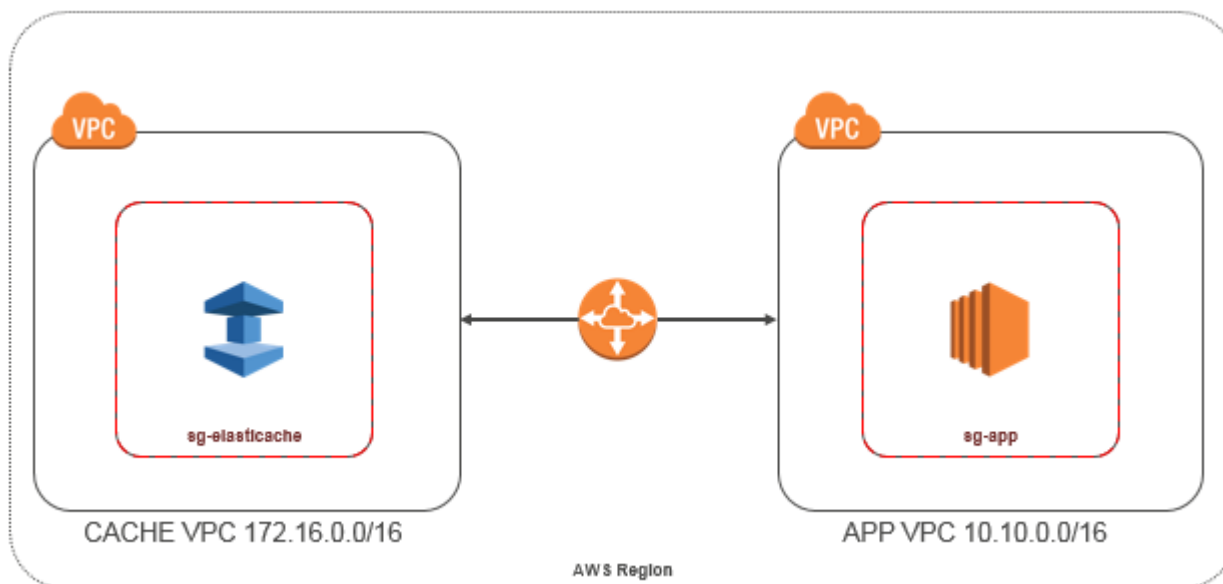 VPC
VPC
sg-elasticache
sg-app
CACHE VPC 172.16.0.0/16
APP VPC 10.10.0.0/16
AWS Region